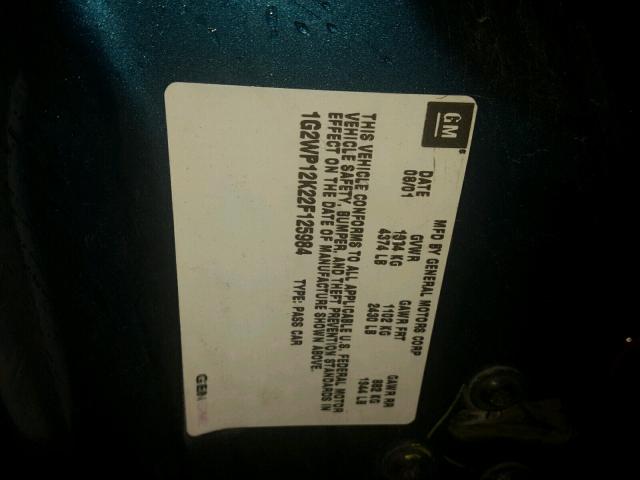 GM
MFD BY GENERAL MOTORS CORP
DATE GVWR GAWR FRT GAWR RR
08/01 1984 KG 1102 KG 882 KG
4374 LB 2430 LB 1944 LB
THIS VEHICLE CONFORMS TO ALL APPLICABLE U.S. FEDERAL MOTOR
VEHICLE SAFETY, BUMPER, AND THEFT PREVENTION STANDARDS IN
EFFECT ON THE DATE OF MANUFACTURE SHOWN ABOVE.
1G2WP12K22F125984 TYPE: PASS CAR